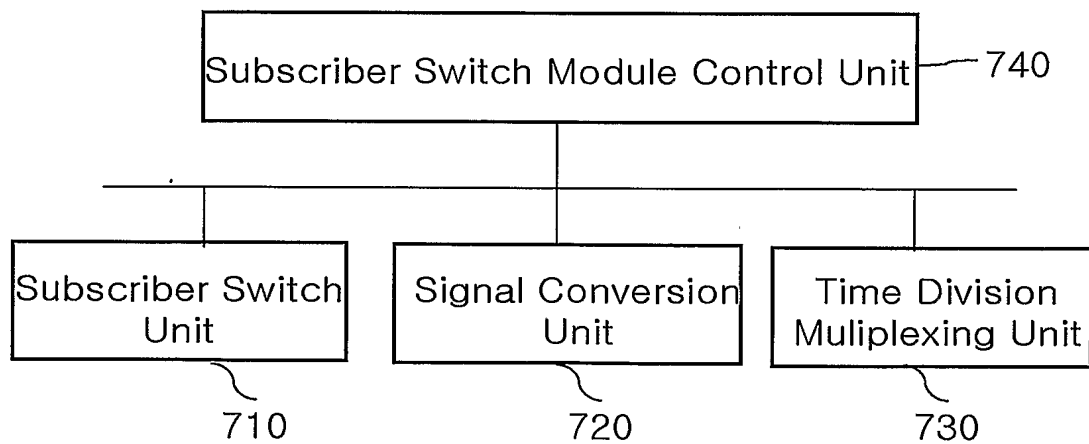 Subscriber Switch Module Control Unit
740
Subscriber Switch
Unit
Signal Conversion
Unit
Time Division
Muliplexing Unit
710
720
730